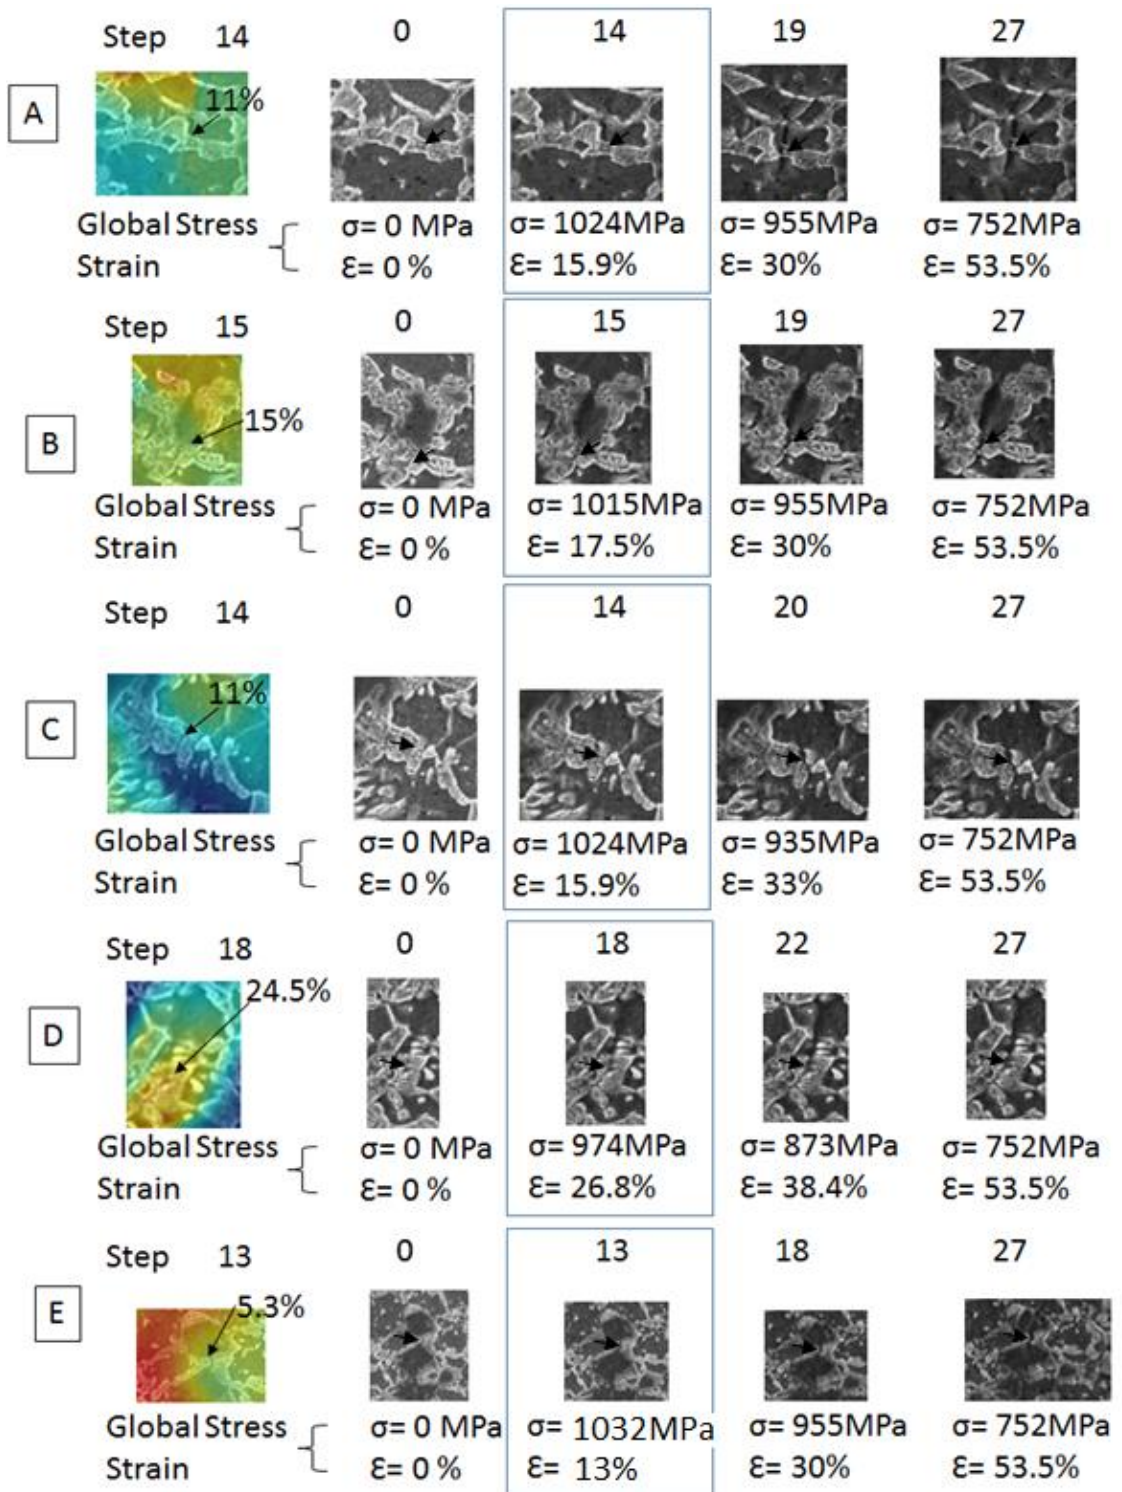 Step 14 0 14 19 27
A
11%
Global Stress σ= 0 MPa σ= 1024MPa σ= 955MPa σ= 752MPa
Strain Ɛ= 0 % Ɛ= 15.9% Ɛ= 30% Ɛ= 53.5%
Step 15 0 15 19 27
B
15%
Global Stress σ= 0 MPa σ= 1015MPa σ= 955MPa σ= 752MPa
Strain Ɛ= 0 % Ɛ= 17.5% Ɛ= 30% Ɛ= 53.5%
Step 14 0 14 20 27
C
11%
Global Stress σ= 0 MPa σ= 1024MPa σ= 935MPa σ= 752MPa
Strain Ɛ= 0 % Ɛ= 15.9% Ɛ= 33% Ɛ= 53.5%
Step 18 0 18 22 27
D
24.5%
Global Stress σ= 0 MPa σ= 974MPa σ= 873MPa σ= 752MPa
Strain Ɛ= 0 % Ɛ= 26.8% Ɛ= 38.4% Ɛ= 53.5%
Step 13 0 13 18 27
E
5.3%
Global Stress σ= 0 MPa σ= 1032MPa σ= 955MPa σ= 752MPa
Strain Ɛ= 0 % Ɛ= 13% Ɛ= 30% Ɛ= 53.5%